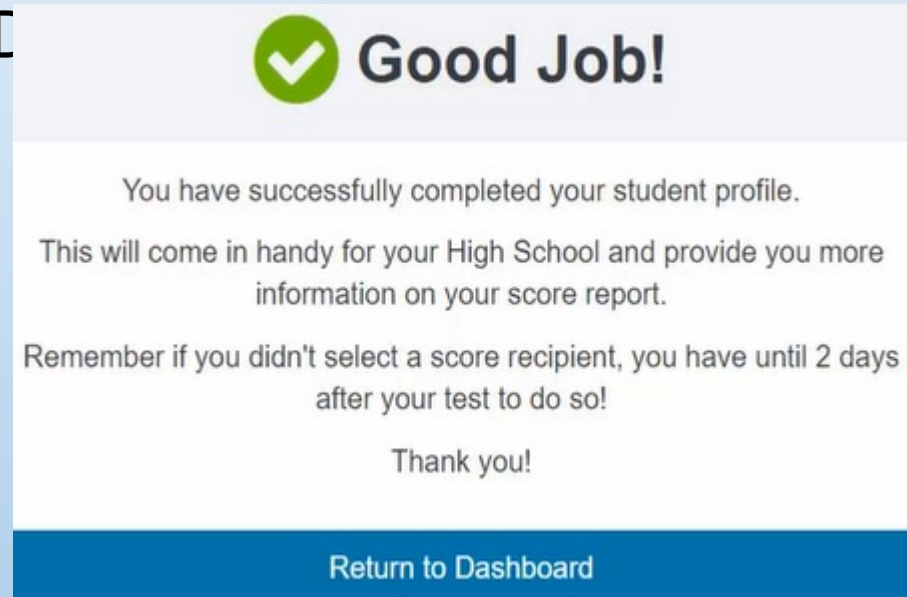 D
Good Job!
You have successfully completed your student profile.
This will come in handy for your High School and provide you more
information on your score report.
Remember if you didn't select a score recipient, you have until 2 days
after your test to do so!
Thank you!
Return to Dashboard